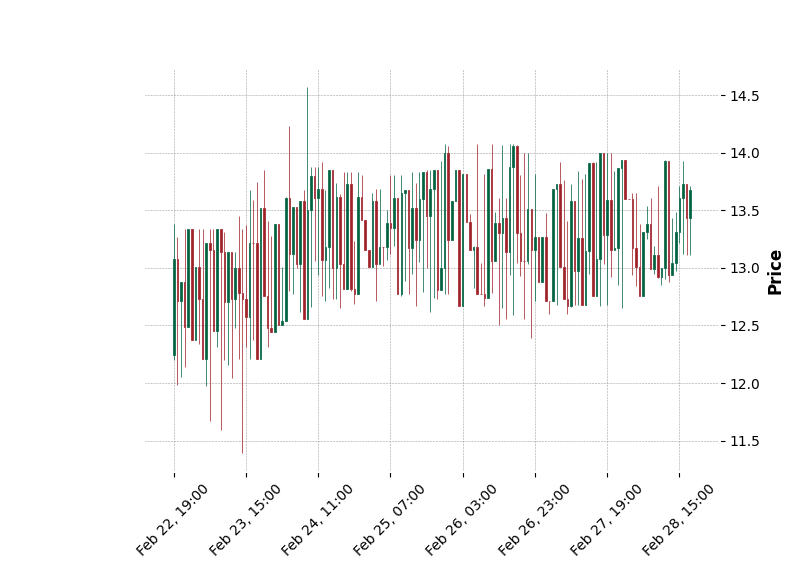 14.5
14.0
13.5
13.0
12.5
12.0
11.5
Price
Feb 22, 19:00
Feb 23, 15:00
Feb 24, 11:00
Feb 25, 07:00
Feb 26, 03:00
Feb 26, 23:00
Feb 27, 19:00
Feb 28, 15:00